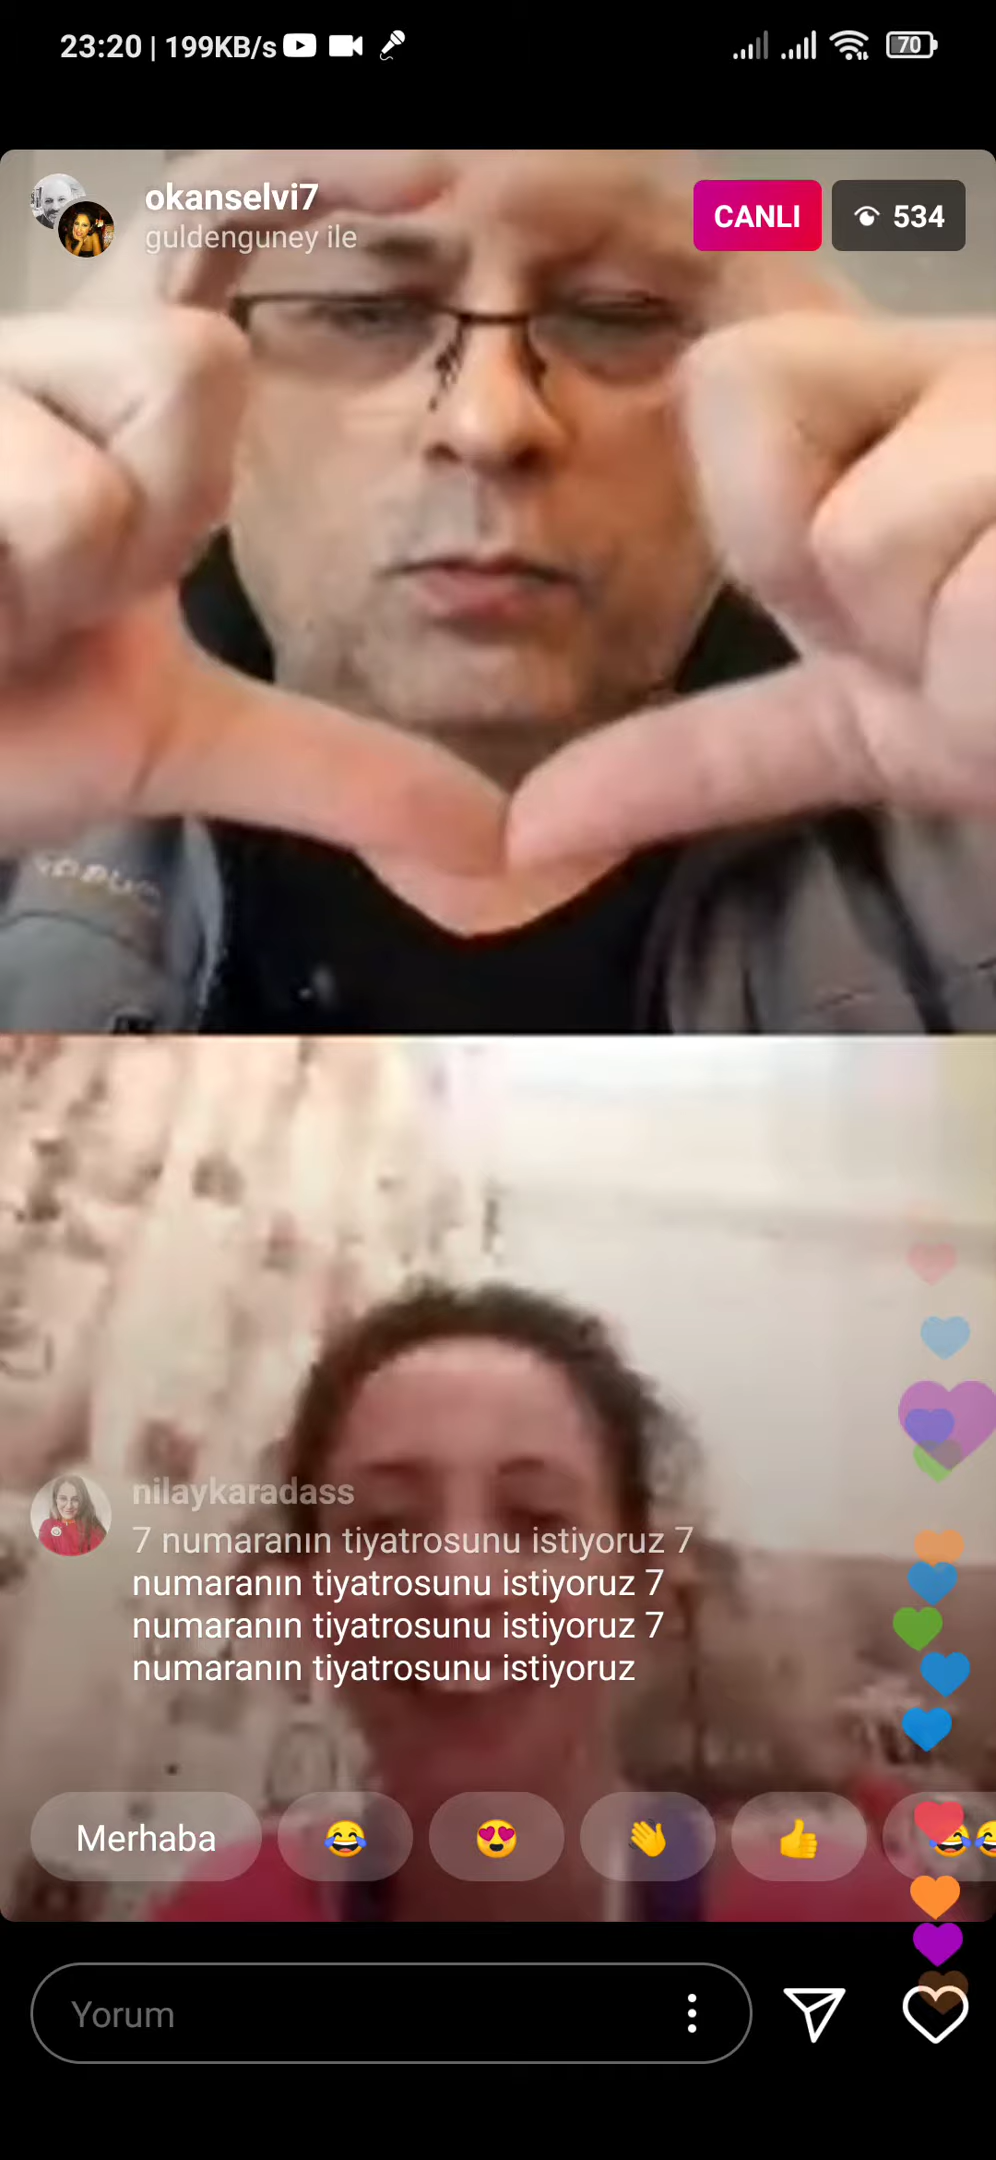 23:20 | 199KB/s
70
okanselvi7
guldenguney ile
CANLI
534
nilaykaradass
7 numaranın tiyatrosunu istiyoruz 7
numaranın tiyatrosunu istiyoruz 7
numaranın tiyatrosunu istiyoruz 7
numaranın tiyatrosunu istiyoruz
Merhaba
Yorum